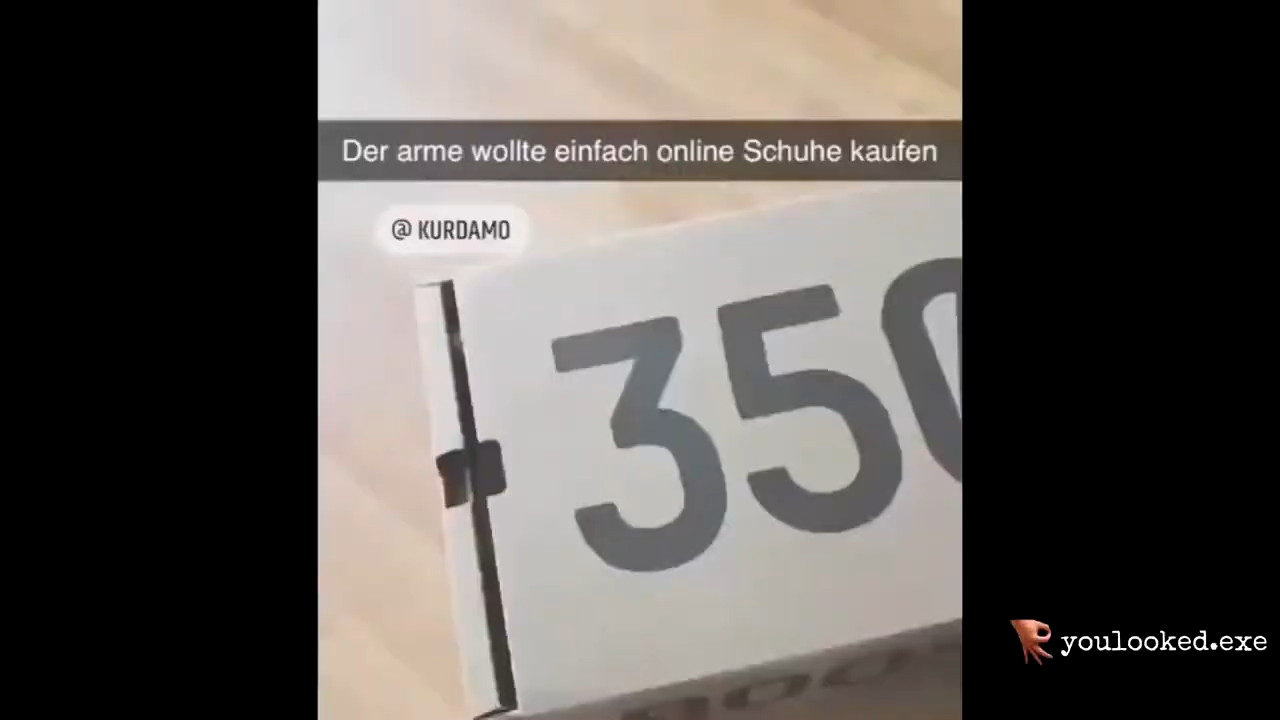 Der arme wollte einfach online Schuhe kaufen
@ KURDAMO
350
youlooked.exe